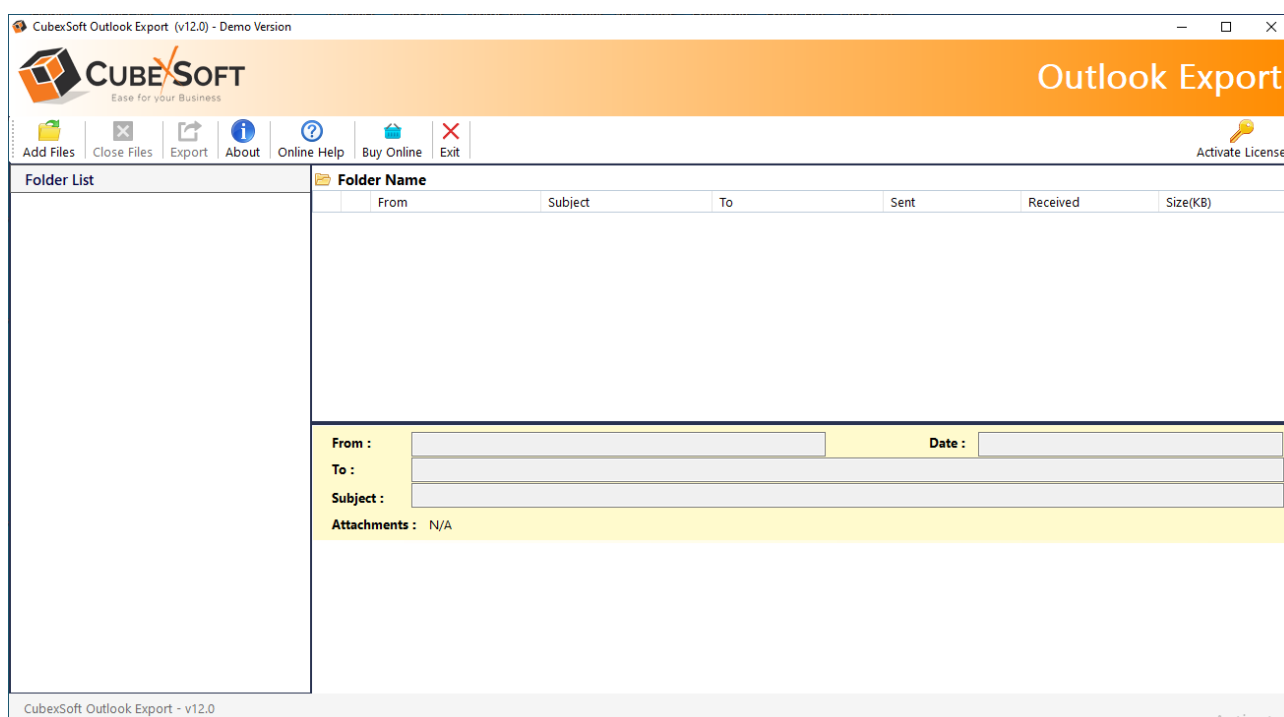 CubexSoft Outlook Export (v12.0) - Demo Version
CUBEXSOFT
Ease for your Business
Outlook Export
Add Files Close Files Export About Online Help Buy Online Exit Activate License
Folder List
Folder Name
From Subject To Sent Received Size(KB)
From : Date :
To :
Subject :
Attachments : N/A
CubexSoft Outlook Export - v12.0